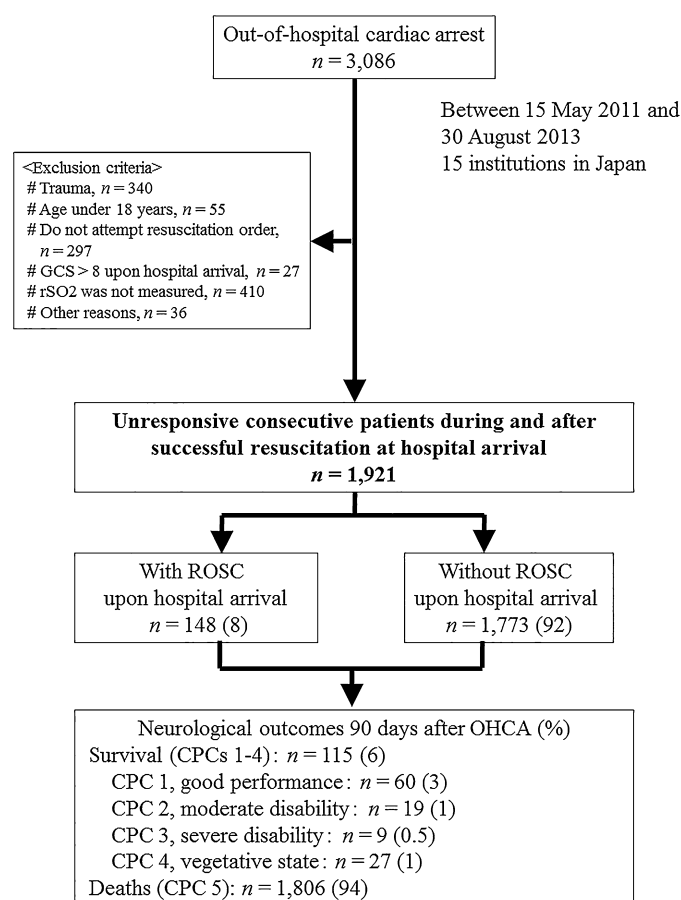 Out-of-hospital cardiac arrest
n = 3,086
Between 15 May 2011 and
30 August 2013
15 institutions in Japan
<Exclusion criteria>
# Trauma, n = 340
# Age under 18 years, n = 55
# Do not attempt resuscitation order,
n = 297
# GCS > 8 upon hospital arrival, n = 27
# rSO2 was not measured, n = 410
# Other reasons, n = 36
Unresponsive consecutive patients during and after
successful resuscitation at hospital arrival
n = 1,921
With ROSC
upon hospital arrival
n = 148 (8)
Without ROSC
upon hospital arrival
n = 1,773 (92)
Neurological outcomes 90 days after OHCA (%)
Survival (CPCs 1-4): n = 115 (6)
CPC 1, good performance: n = 60 (3)
CPC 2, moderate disability: n = 19 (1)
CPC 3, severe disability: n = 9 (0.5)
CPC 4, vegetative state: n = 27 (1)
Deaths (CPC 5): n = 1,806 (94)